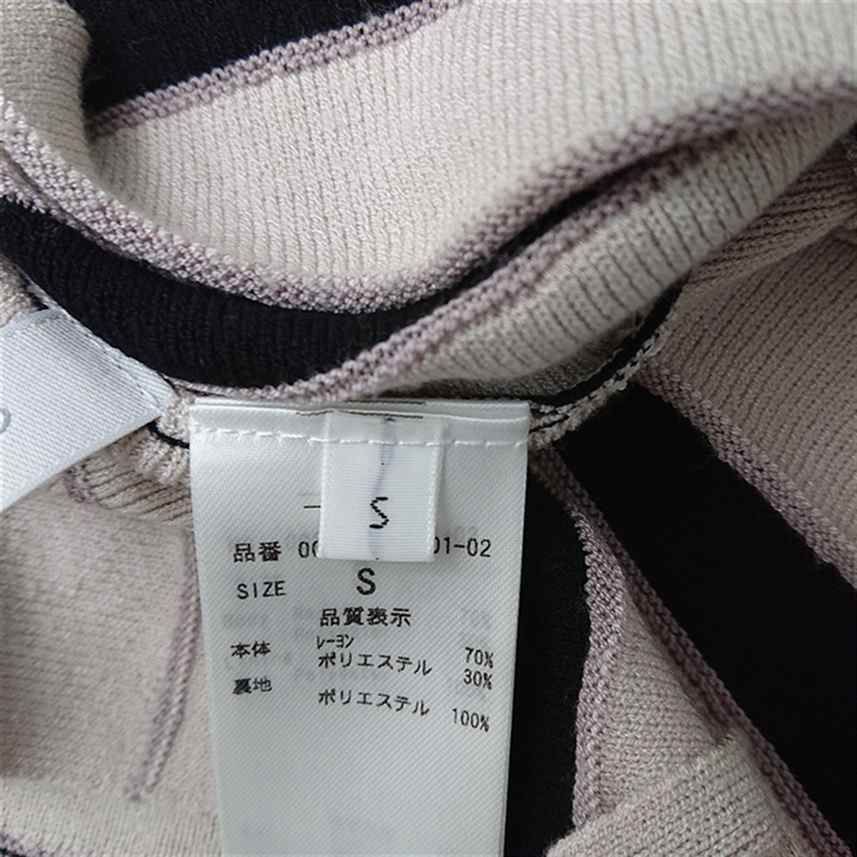 S
品番 00 01-02
SIZE S
品質表示
本体 レーヨン 70%
ポリエステル 30%
裏地 ポリエステル 100%